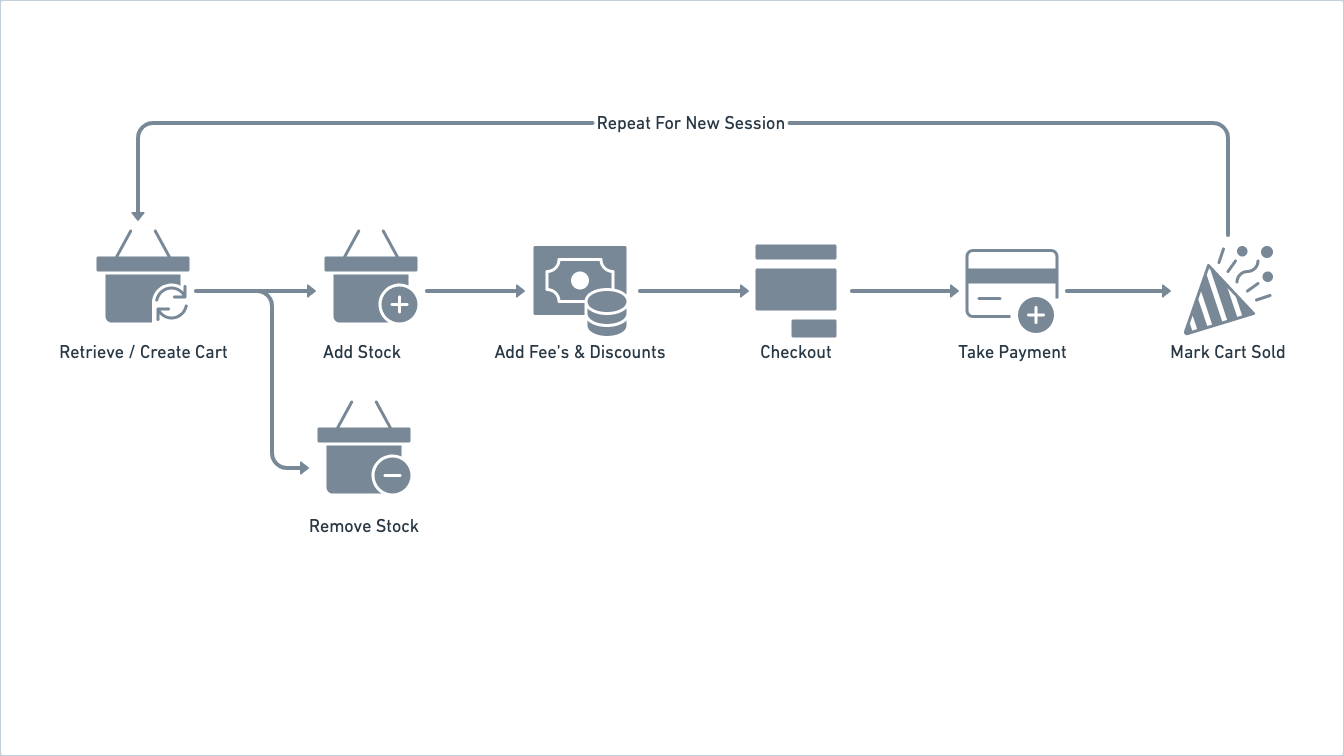 Repeat For New Session
Retrieve / Create Cart
Add Stock
Add Fee's & Discounts
Checkout
Take Payment
Mark Cart Sold
Remove Stock